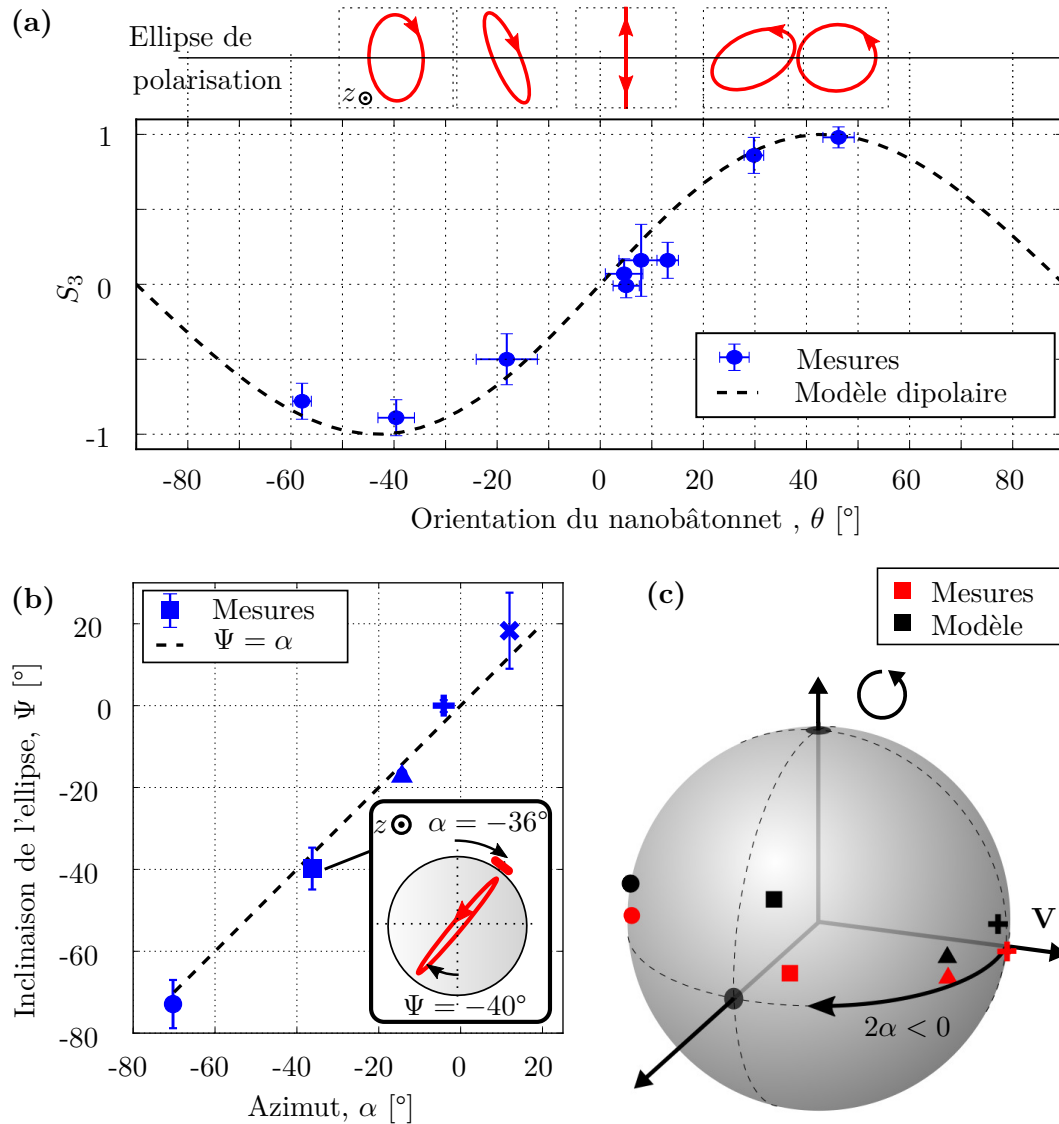 (a)
Ellipse de
polarisation
z
1
0
-1
S₃
-80 -60 -40 -20 0 20 40 60 80
Orientation du nanobâtonnet , θ [°]
Mesures
Modèle dipolaire
(b)
Mesures
Ψ = α
20
0
-20
-40
-60
-80
Inclinaison de l'ellipse, Ψ [°]
-80 -60 -40 -20 0 20
Azimut, α [°]
z α = −36°
Ψ = −40°
(c)
Mesures
Modèle
V
2α < 0